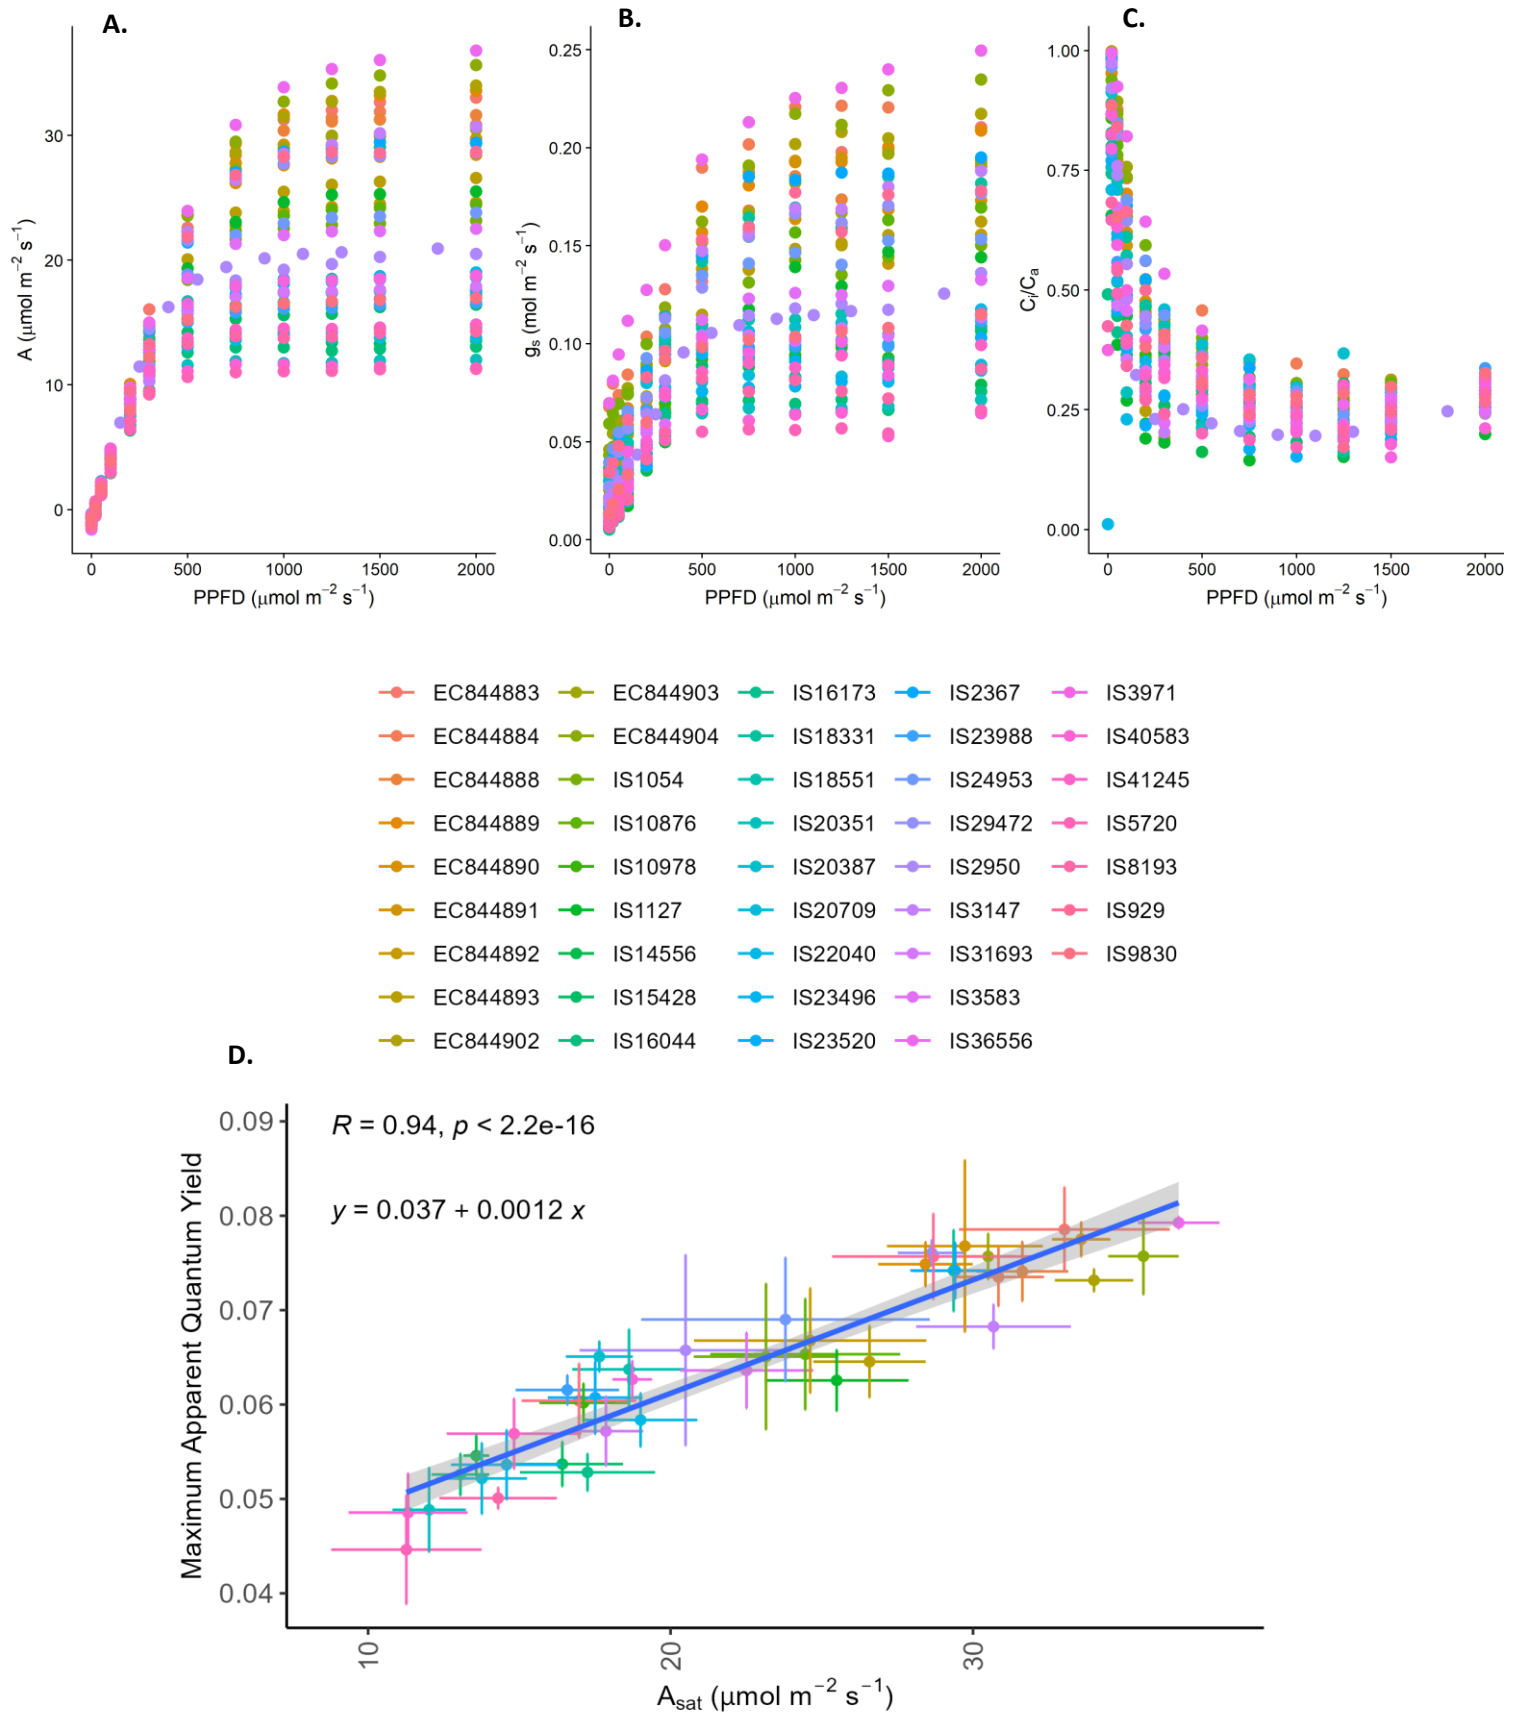 A.
B.
C.
A (μmol m⁻² s⁻¹)
30
20
10
0
0 500 1000 1500 2000
PPFD (μmol m⁻² s⁻¹)
gₛ (mol m⁻² s⁻¹)
0.25
0.20
0.15
0.10
0.05
0.00
0 500 1000 1500 2000
PPFD (μmol m⁻² s⁻¹)
Cᵢ/Cₐ
1.00
0.75
0.50
0.25
0.00
0 500 1000 1500 2000
PPFD (μmol m⁻² s⁻¹)
EC844883 EC844903 IS16173 IS2367 IS3971
EC844884 EC844904 IS18331 IS23988 IS40583
EC844888 IS1054 IS18551 IS24953 IS41245
EC844889 IS10876 IS20351 IS29472 IS5720
EC844890 IS10978 IS20387 IS2950 IS8193
EC844891 IS1127 IS20709 IS3147 IS929
EC844892 IS14556 IS22040 IS31693 IS9830
EC844893 IS15428 IS23496 IS3583
EC844902 IS16044 IS23520 IS36556
D.
Maximum Apparent Quantum Yield
0.09
0.08
0.07
0.06
0.05
0.04
R = 0.94, p < 2.2e-16
y = 0.037 + 0.0012 x
10 20 30
Asat (μmol m⁻² s⁻¹)